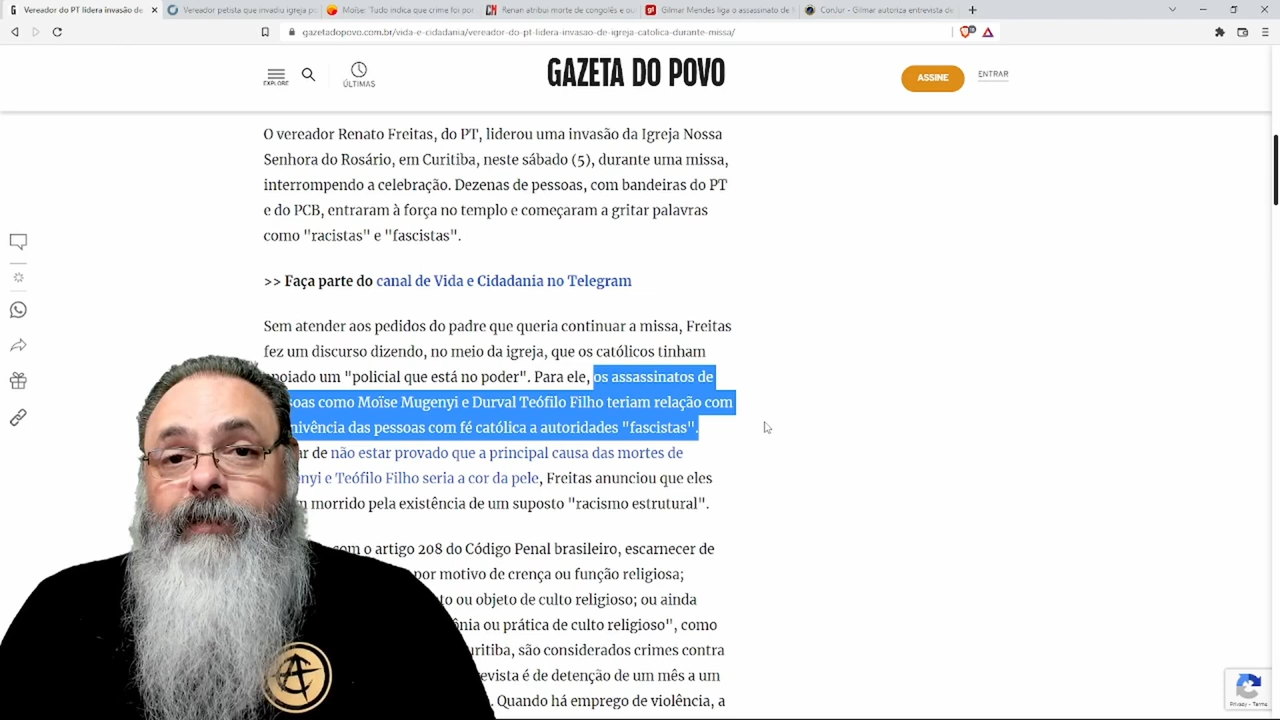 Vereador do PT lidera invasão de
Vereador petista que invadiu igreja po
Moïse: Tudo indica que crime foi por
Renan atribui morte de congolês e ou
Gilmar Mendes liga o assassinato de
ConJur - Gilmar autoriza entrevista de
gazetadopovo.com.br/vida-e-cidadania/vereador-do-pt-lidera-invasao-de-igreja-catolica-durante-missa/
EXPLORE
ÚLTIMAS
GAZETA DO POVO
ASSINE
ENTRAR
O vereador Renato Freitas, do PT, liderou uma invasão da Igreja Nossa
Senhora do Rosário, em Curitiba, neste sábado (5), durante uma missa,
interrompendo a celebração. Dezenas de pessoas, com bandeiras do PT
e do PCB, entraram à força no templo e começaram a gritar palavras
como "racistas" e "fascistas".
>> Faça parte do canal de Vida e Cidadania no Telegram
Sem atender aos pedidos do padre que queria continuar a missa, Freitas
fez um discurso dizendo, no meio da igreja, que os católicos tinham
apoiado um "policial que está no poder". Para ele, os assassinatos de
como Moïse Mugenyi e Durval Teófilo Filho teriam relação com
das pessoas com fé católica a autoridades "fascistas".
de não estar provado que a principal causa das mortes de
e Teófilo Filho seria a cor da pele, Freitas anunciou que eles
morrido pela existência de um suposto "racismo estrutural".
com o artigo 208 do Código Penal brasileiro, escarnecer de
por motivo de crença ou função religiosa;
ou objeto de culto religioso; ou ainda
ou prática de culto religioso", como
são considerados crimes contra
é de detenção de um mês a um
Quando há emprego de violência, a
Privacy - Terms